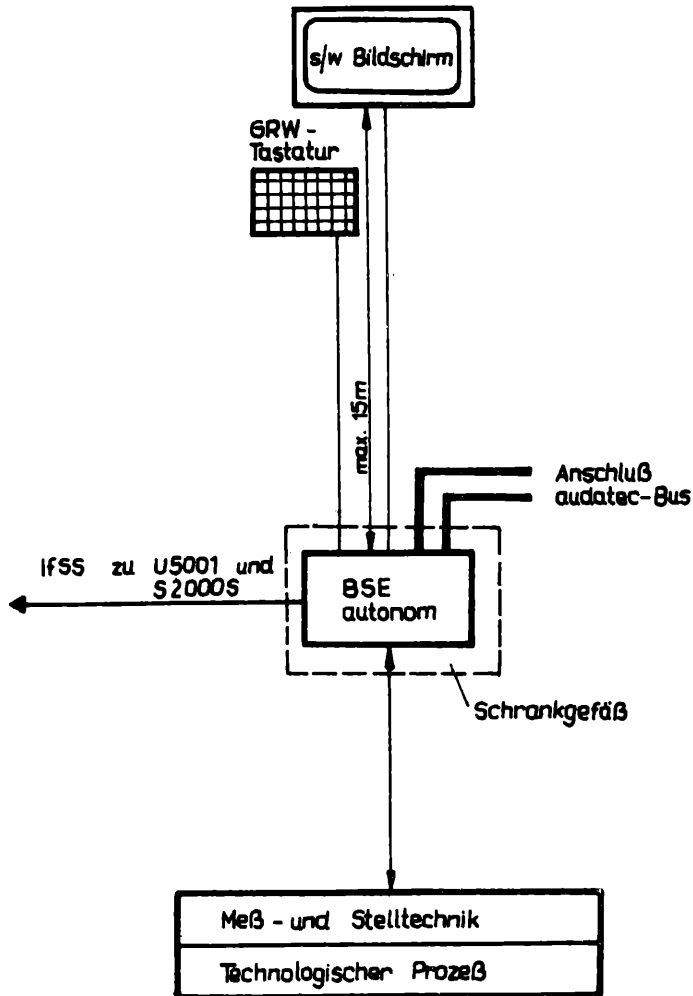 s/w Bildschirm
GRW -
Tastatur
max. 15m
Anschluß
audatec-Bus
IfSS zu U5001 und
S2000S
BSE
autonom
Schrankgefäß
Meß - und Stelltechnik
Technologischer Prozeß